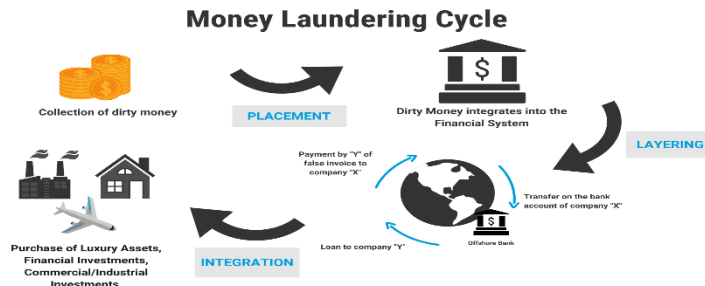 Money Laundering Cycle
Collection of dirty money
PLACEMENT
$
Dirty Money integrates into the
Financial System
LAYERING
Payment by "Y" of
false invoice to
company "X"
Transfer on the bank
account of company "X"
$
Offshore Bank
Loan to company "Y"
INTEGRATION
Purchase of Luxury Assets,
Financial Investments,
Commercial/Industrial
Investments